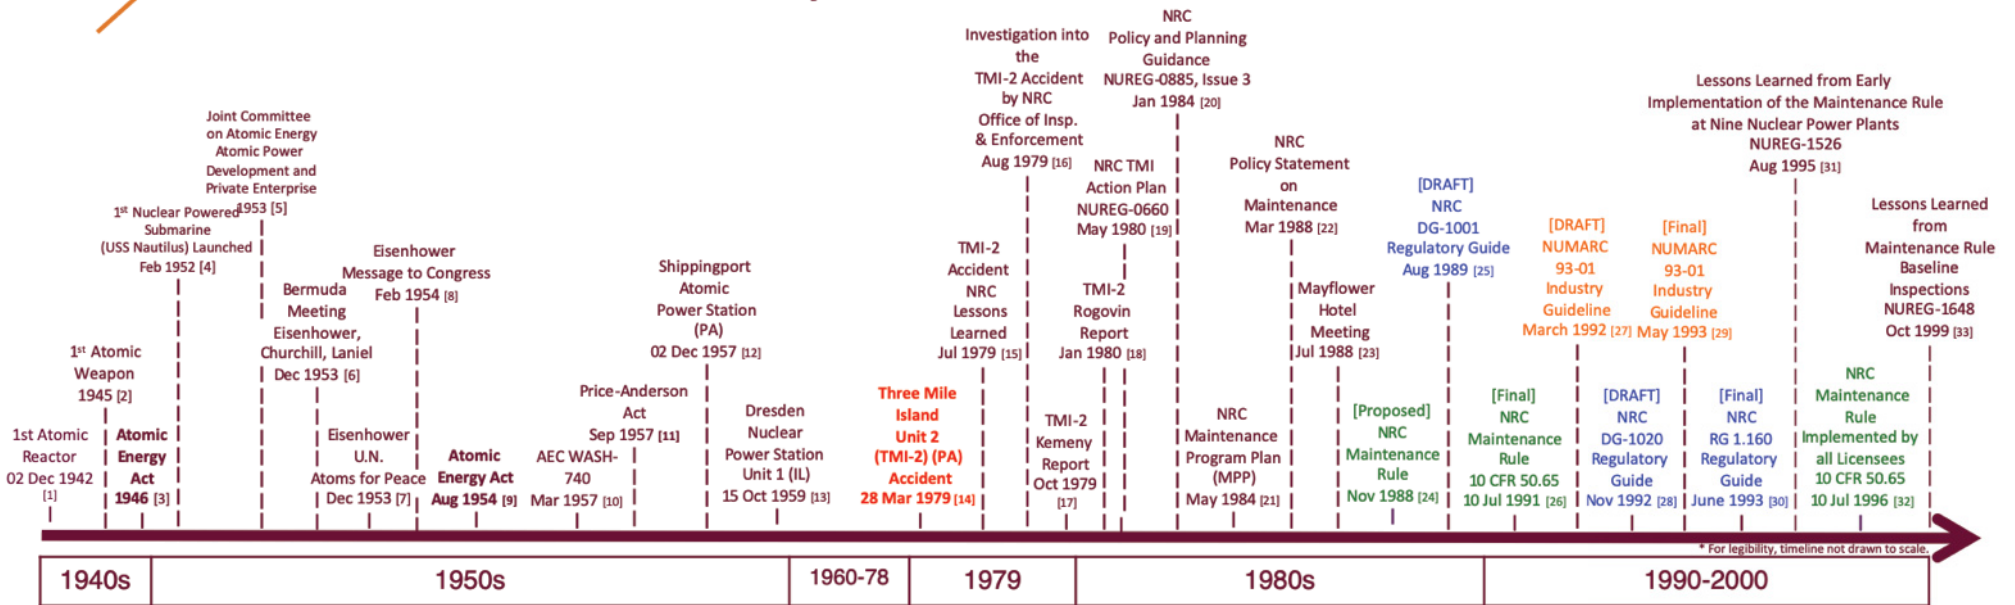 1st Atomic
Reactor
02 Dec 1942
[1]
1st Atomic
Weapon
1945 [2]
Atomic
Energy
Act
1946 [3]
1st Nuclear Powered
Submarine
(USS Nautilus) Launched
Feb 1952 [4]
Joint Committee
on Atomic Energy
Atomic Power
Development and
Private Enterprise
1953 [5]
Bermuda
Meeting
Eisenhower,
Churchill, Laniel
Dec 1953 [6]
Eisenhower
U.N.
Atoms for Peace
Dec 1953 [7]
Eisenhower
Message to Congress
Feb 1954 [8]
Atomic
Energy Act
Aug 1954 [9]
AEC WASH-
740
Mar 1957 [10]
Price-Anderson
Act
Sep 1957 [11]
Shippingport
Atomic
Power Station
(PA)
02 Dec 1957 [12]
Dresden
Nuclear
Power Station
Unit 1 (IL)
15 Oct 1959 [13]
Three Mile
Island
Unit 2
(TMI-2) (PA)
Accident
28 Mar 1979 [14]
TMI-2
Accident
NRC
Lessons
Learned
Jul 1979 [15]
Investigation into
the
TMI-2 Accident
by NRC
Office of Insp.
& Enforcement
Aug 1979 [16]
TMI-2
Kemeny
Report
Oct 1979
[17]
TMI-2
Rogovin
Report
Jan 1980 [18]
NRC TMI
Action Plan
NUREG-0660
May 1980 [19]
NRC
Policy and Planning
Guidance
NUREG-0885, Issue 3
Jan 1984 [20]
NRC
Maintenance
Program Plan
(MPP)
May 1984 [21]
NRC
Policy Statement
on
Maintenance
Mar 1988 [22]
Mayflower
Hotel
Meeting
Jul 1988 [23]
[Proposed]
NRC
Maintenance
Rule
Nov 1988 [24]
[DRAFT]
NRC
DG-1001
Regulatory Guide
Aug 1989 [25]
[Final]
NRC
Maintenance
Rule
10 CFR 50.65
10 Jul 1991 [26]
[DRAFT]
NUMARC
93-01
Industry
Guideline
March 1992 [27]
[DRAFT]
NRC
DG-1020
Regulatory
Guide
Nov 1992 [28]
[Final]
NUMARC
93-01
Industry
Guideline
May 1993 [29]
[Final]
NRC
RG 1.160
Regulatory
Guide
June 1993 [30]
Lessons Learned from Early
Implementation of the Maintenance Rule
at Nine Nuclear Power Plants
NUREG-1526
Aug 1995 [31]
NRC
Maintenance
Rule
Implemented by
all Licensees
10 CFR 50.65
10 Jul 1996 [32]
Lessons Learned
from
Maintenance Rule
Baseline
Inspections
NUREG-1648
Oct 1999 [33]
* For legibility, timeline not drawn to scale.
1940s
1950s
1960-78
1979
1980s
1990-2000